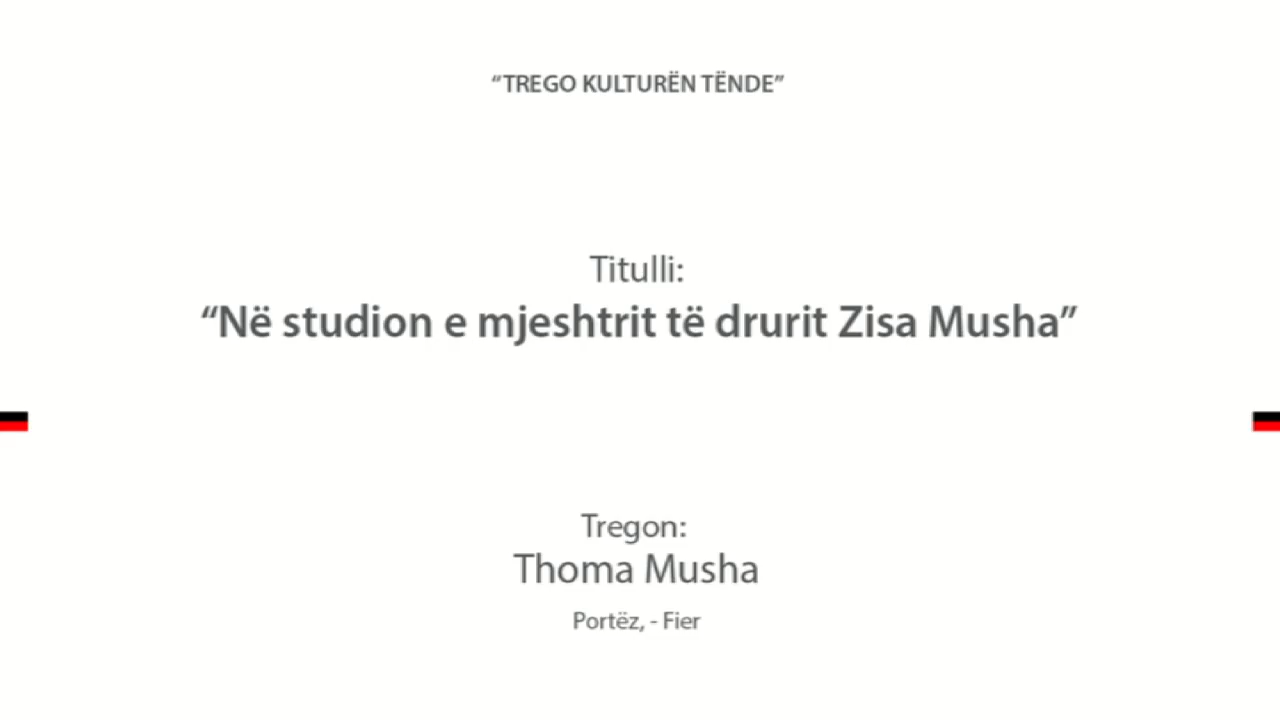 “TREGO KULTURËN TËNDE”
Titulli:
“Në studion e mjeshtrit të drurit Zisa Musha”
Tregon:
Thoma Musha
Portëz, - Fier